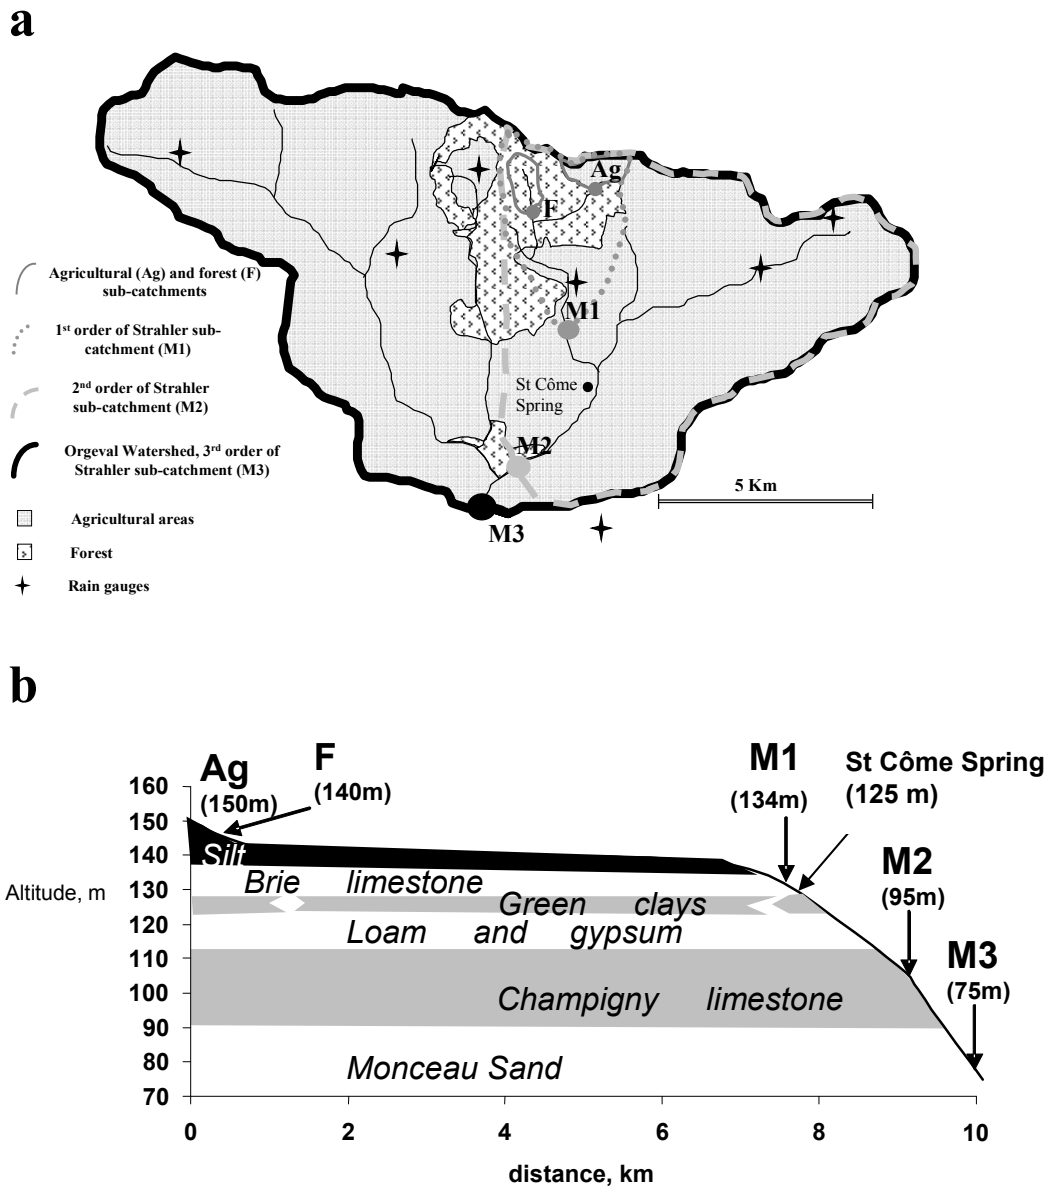 a
Ag
F
Agricultural (Ag) and forest (F)
sub-catchments
1st order of Strahler sub-
catchment (M1)
M1
2nd order of Strahler
sub-catchment (M2)
St Côme
Spring
Orgeval Watershed, 3rd order of
Strahler sub-catchment (M3)
M2
5 Km
Agricultural areas
M3
Forest
Rain gauges
b
Ag
(150m)
F
(140m)
M1
(134m)
St Côme Spring
(125 m)
M2
(95m)
M3
(75m)
Altitude, m
160
150
140
130
120
110
100
90
80
70
Silt
Brie limestone
Green clays
Loam and gypsum
Champigny limestone
Monceau Sand
0 2 4 6 8 10
distance, km